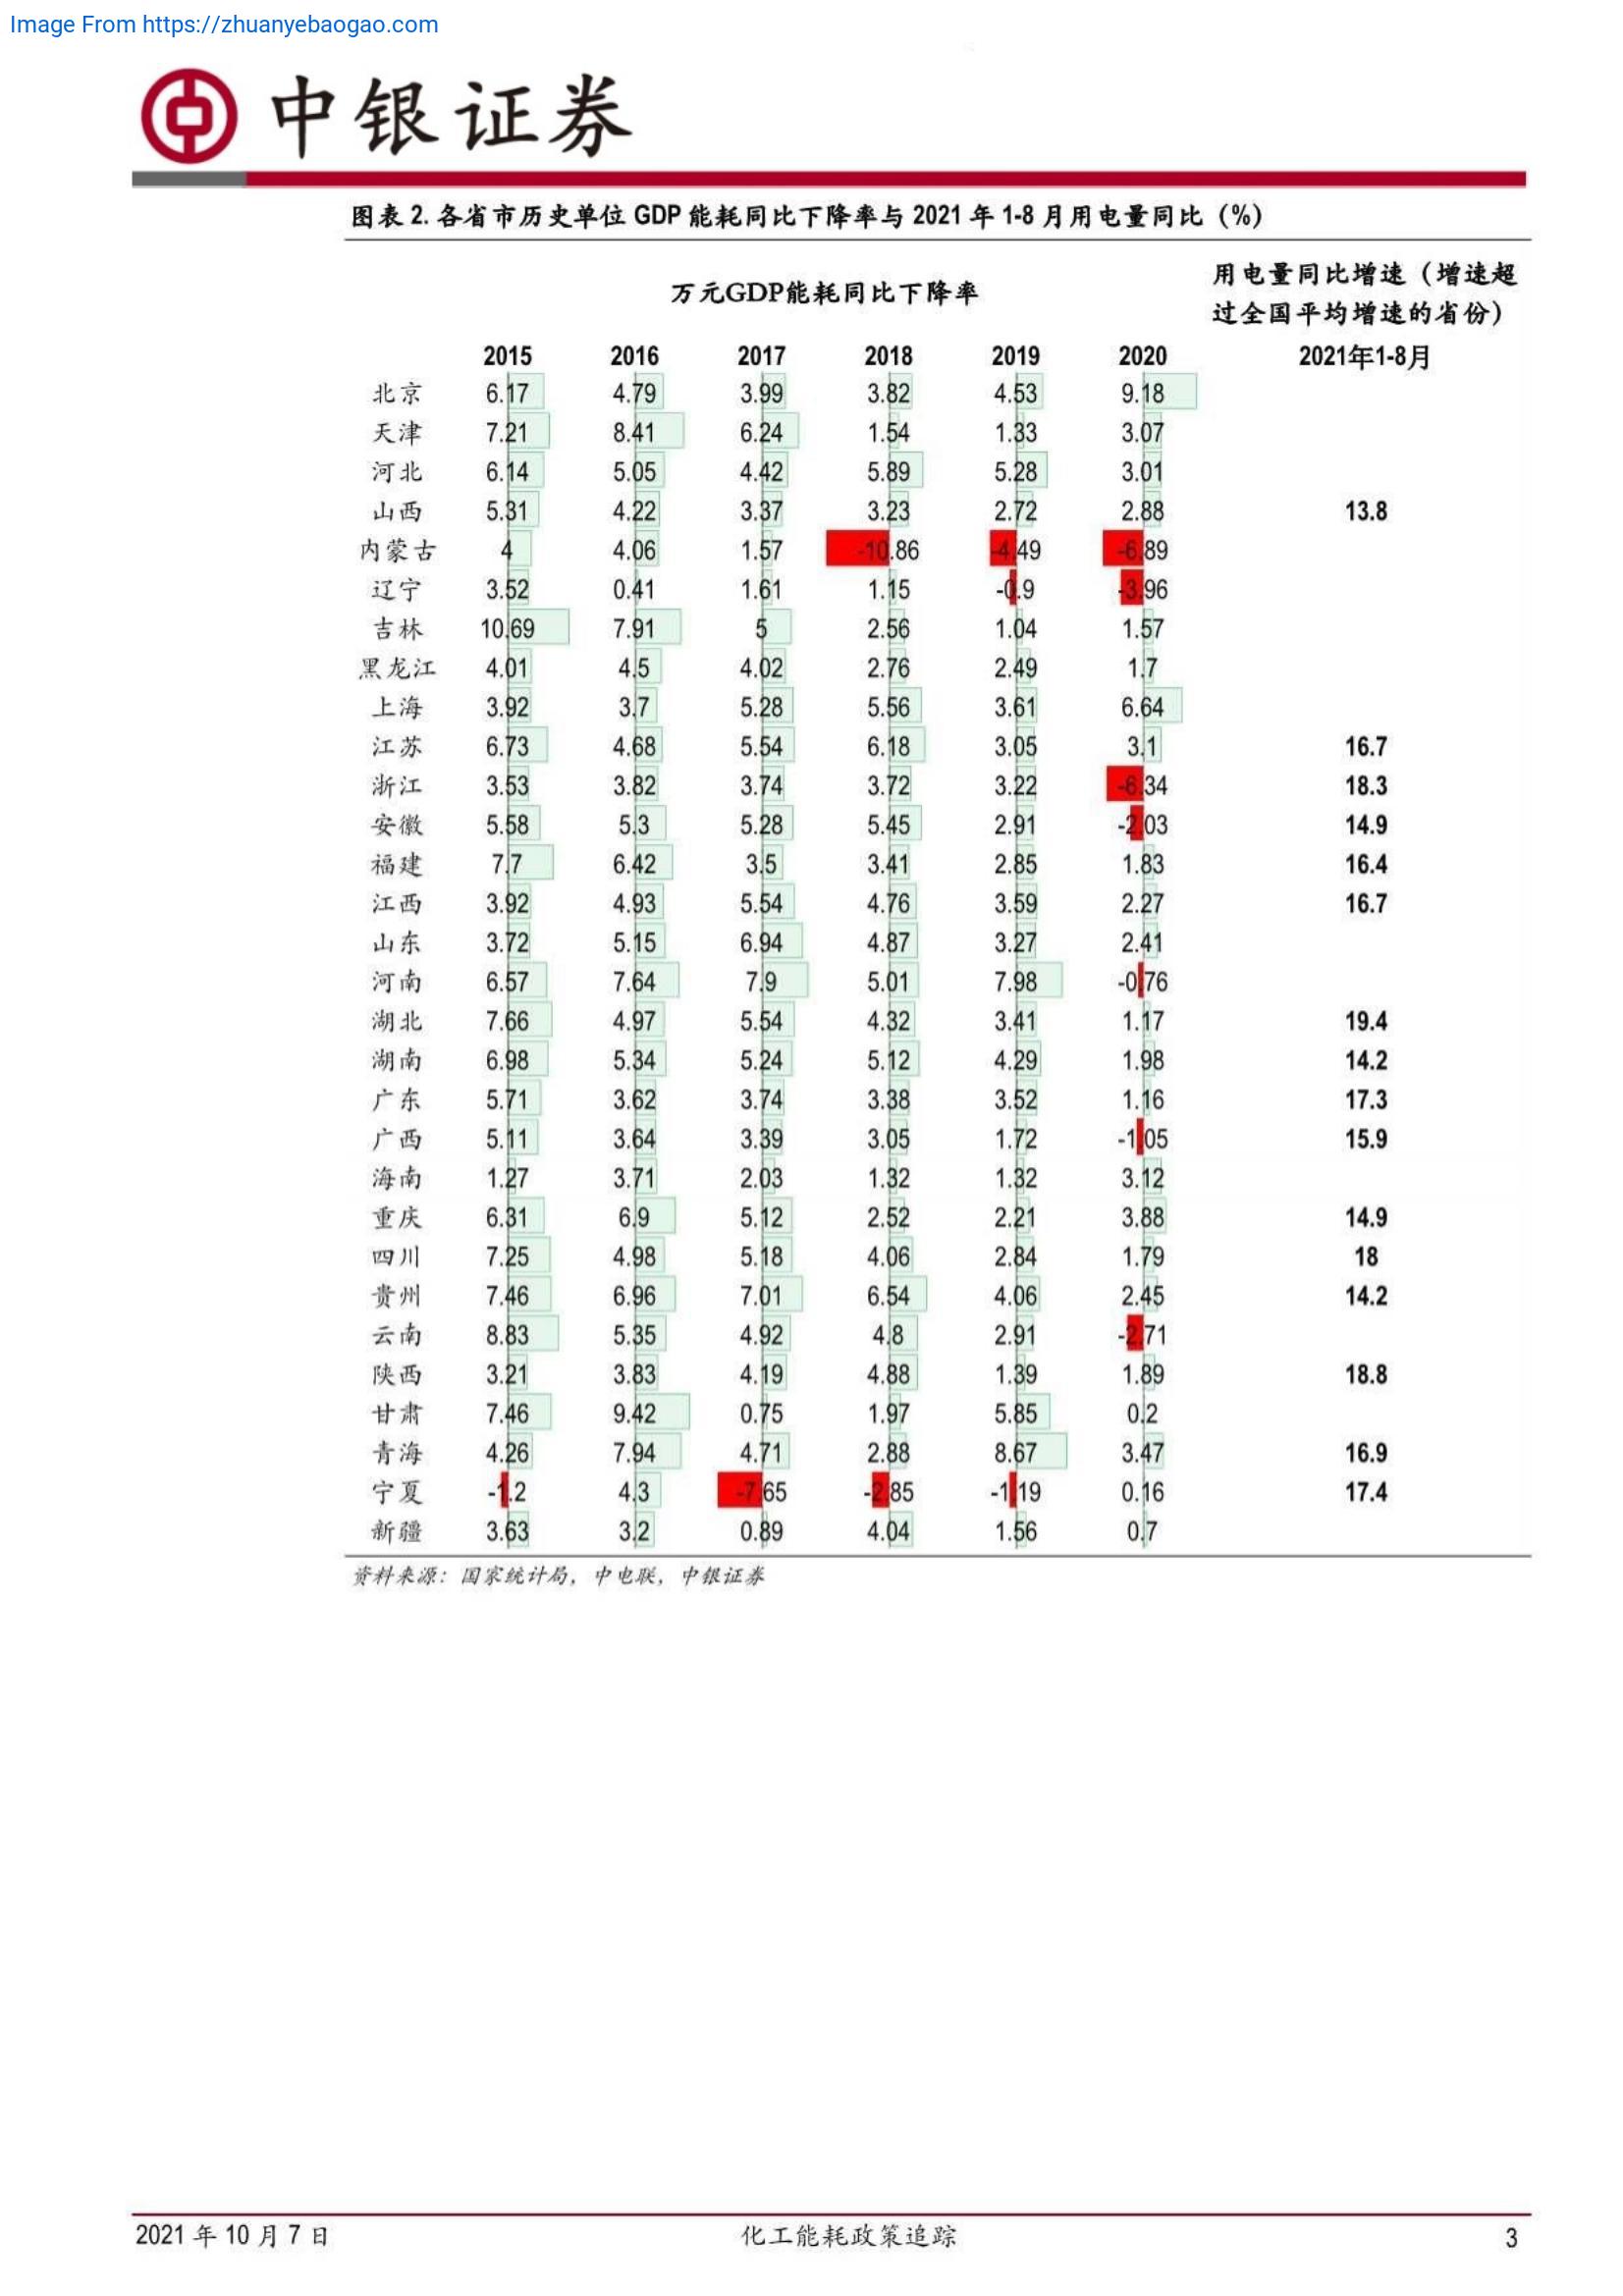 Image From https://zhuanyebaogao.com
中银证券
图表 2. 各省市历史单位 GDP 能耗同比下降率与 2021 年 1-8 月用电量同比（%）
万元GDP能耗同比下降率
用电量同比增速（增速超
过全国平均增速的省份）
2015 2016 2017 2018 2019 2020 2021年1-8月
北京 6.17 4.79 3.99 3.82 4.53 9.18
天津 7.21 8.41 6.24 1.54 1.33 3.07
河北 6.14 5.05 4.42 5.89 5.28 3.01
山西 5.31 4.22 3.37 3.23 2.72 2.88 13.8
内蒙古 4 4.06 1.57 -10.86 -4.49 -6.89
辽宁 3.52 0.41 1.61 1.15 -0.9 -3.96
吉林 10.69 7.91 5 2.56 1.04 1.57
黑龙江 4.01 4.5 4.02 2.76 2.49 1.7
上海 3.92 3.7 5.28 5.56 3.61 6.64
江苏 6.73 4.68 5.54 6.18 3.05 3.1 16.7
浙江 3.53 3.82 3.74 3.72 3.22 -6.34 18.3
安徽 5.58 5.3 5.28 5.45 2.91 -2.03 14.9
福建 7.7 6.42 3.5 3.41 2.85 1.83 16.4
江西 3.92 4.93 5.54 4.76 3.59 2.27 16.7
山东 3.72 5.15 6.94 4.87 3.27 2.41
河南 6.57 7.64 7.9 5.01 7.98 -0.76
湖北 7.66 4.97 5.54 4.32 3.41 1.17 19.4
湖南 6.98 5.34 5.24 5.12 4.29 1.98 14.2
广东 5.71 3.62 3.74 3.38 3.52 1.16 17.3
广西 5.11 3.64 3.39 3.05 1.72 -1.05 15.9
海南 1.27 3.71 2.03 1.32 1.32 3.12
重庆 6.31 6.9 5.12 2.52 2.21 3.88 14.9
四川 7.25 4.98 5.18 4.06 2.84 1.79 18
贵州 7.46 6.96 7.01 6.54 4.06 2.45 14.2
云南 8.83 5.35 4.92 4.8 2.91 -2.71
陕西 3.21 3.83 4.19 4.88 1.39 1.89 18.8
甘肃 7.46 9.42 0.75 1.97 5.85 0.2
青海 4.26 7.94 4.71 2.88 8.67 3.47 16.9
宁夏 -1.2 4.3 -7.65 -2.85 -1.19 0.16 17.4
新疆 3.63 3.2 0.89 4.04 1.56 0.7
资料来源：国家统计局，中电联，中银证券
2021 年 10 月 7 日 化工能耗政策追踪 3